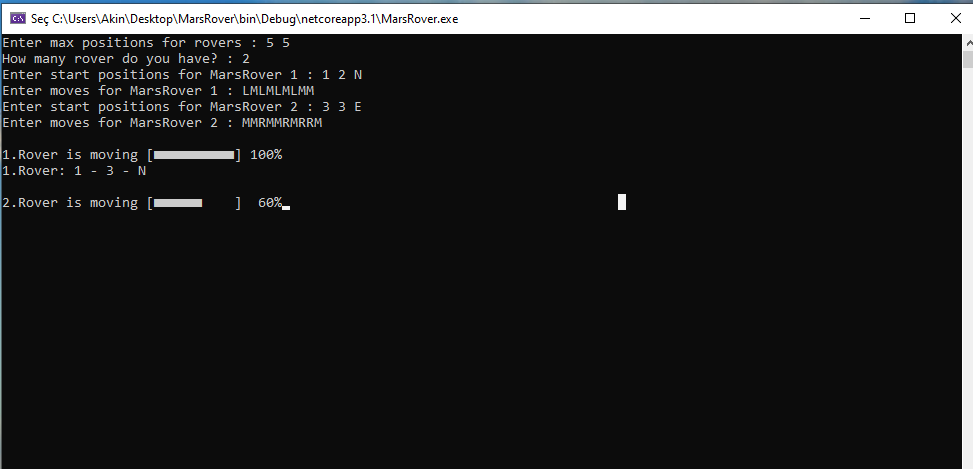 Seç C:\Users\Akin\Desktop\MarsRover\bin\Debug\netcoreapp3.1\MarsRover.exe
Enter max positions for rovers : 5 5
How many rover do you have? : 2
Enter start positions for MarsRover 1 : 1 2 N
Enter moves for MarsRover 1 : LMLMLMLMM
Enter start positions for MarsRover 2 : 3 3 E
Enter moves for MarsRover 2 : MMRMMRMRRM
1.Rover is moving [■■■■■■■■■■] 100%
1.Rover: 1 - 3 - N
2.Rover is moving [■■■■■■    ]  60%